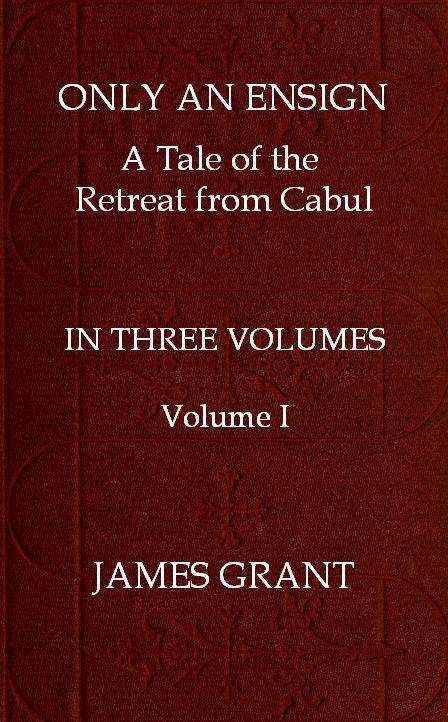 ONLY AN ENSIGN
A Tale of the
Retreat from Cabul
IN THREE VOLUMES
Volume I
JAMES GRANT